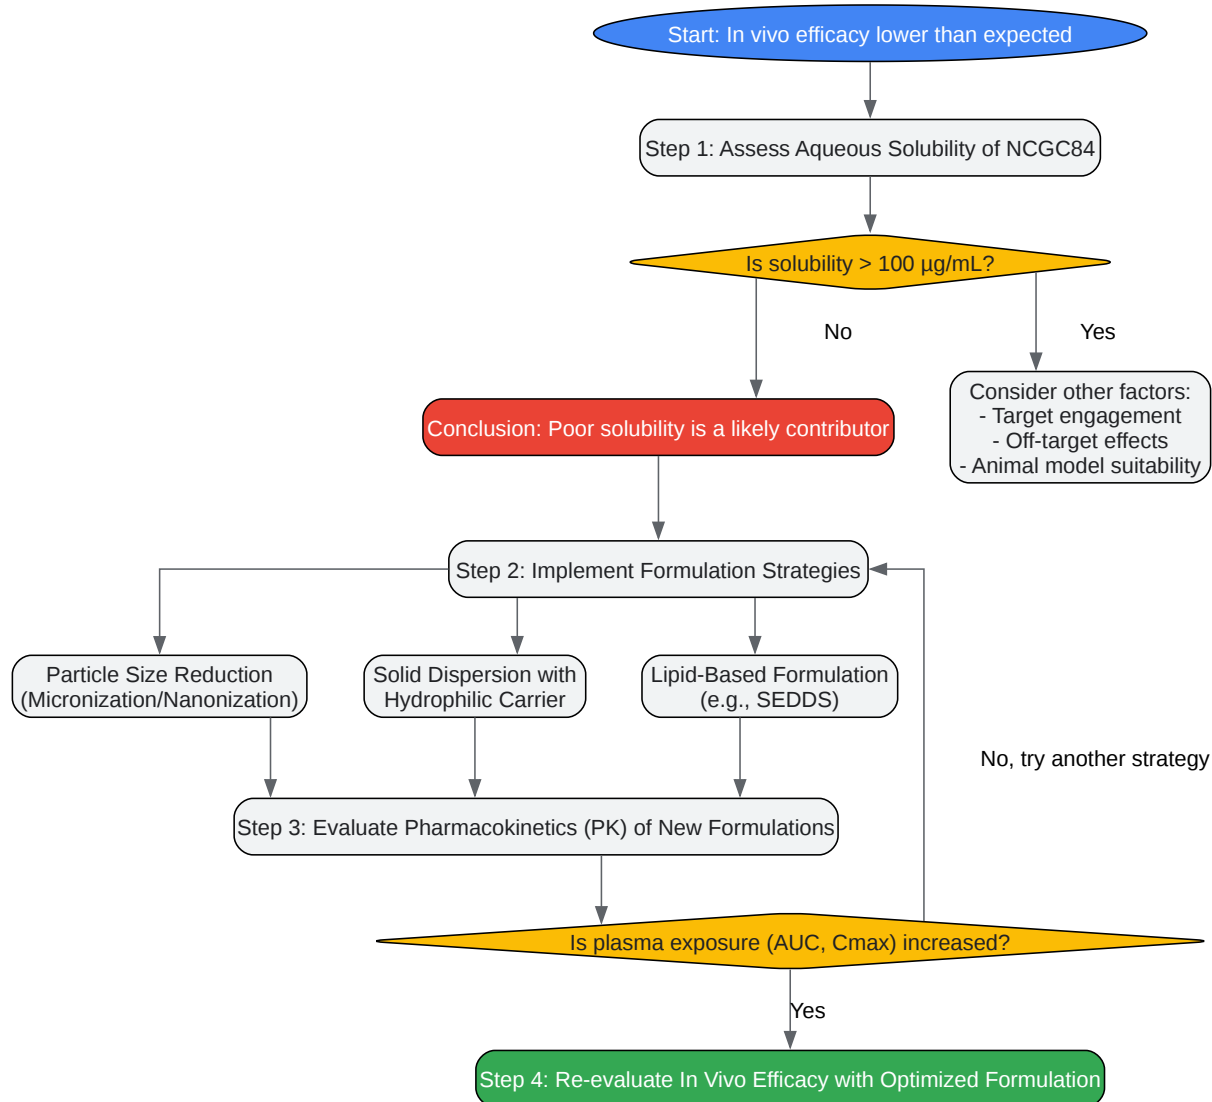 Start: In vivo efficacy lower than expected
Step 1: Assess Aqueous Solubility of NCGC84
Is solubility > 100 µg/mL?
No
Yes
Consider other factors:
- Target engagement
- Off-target effects
- Animal model suitability
Conclusion: Poor solubility is a likely contributor
Step 2: Implement Formulation Strategies
Particle Size Reduction
(Micronization/Nanonization)
Solid Dispersion with
Hydrophilic Carrier
Lipid-Based Formulation
(e.g., SEDDS)
No, try another strategy
Step 3: Evaluate Pharmacokinetics (PK) of New Formulations
Is plasma exposure (AUC, Cmax) increased?
Yes
Step 4: Re-evaluate In Vivo Efficacy with Optimized Formulation